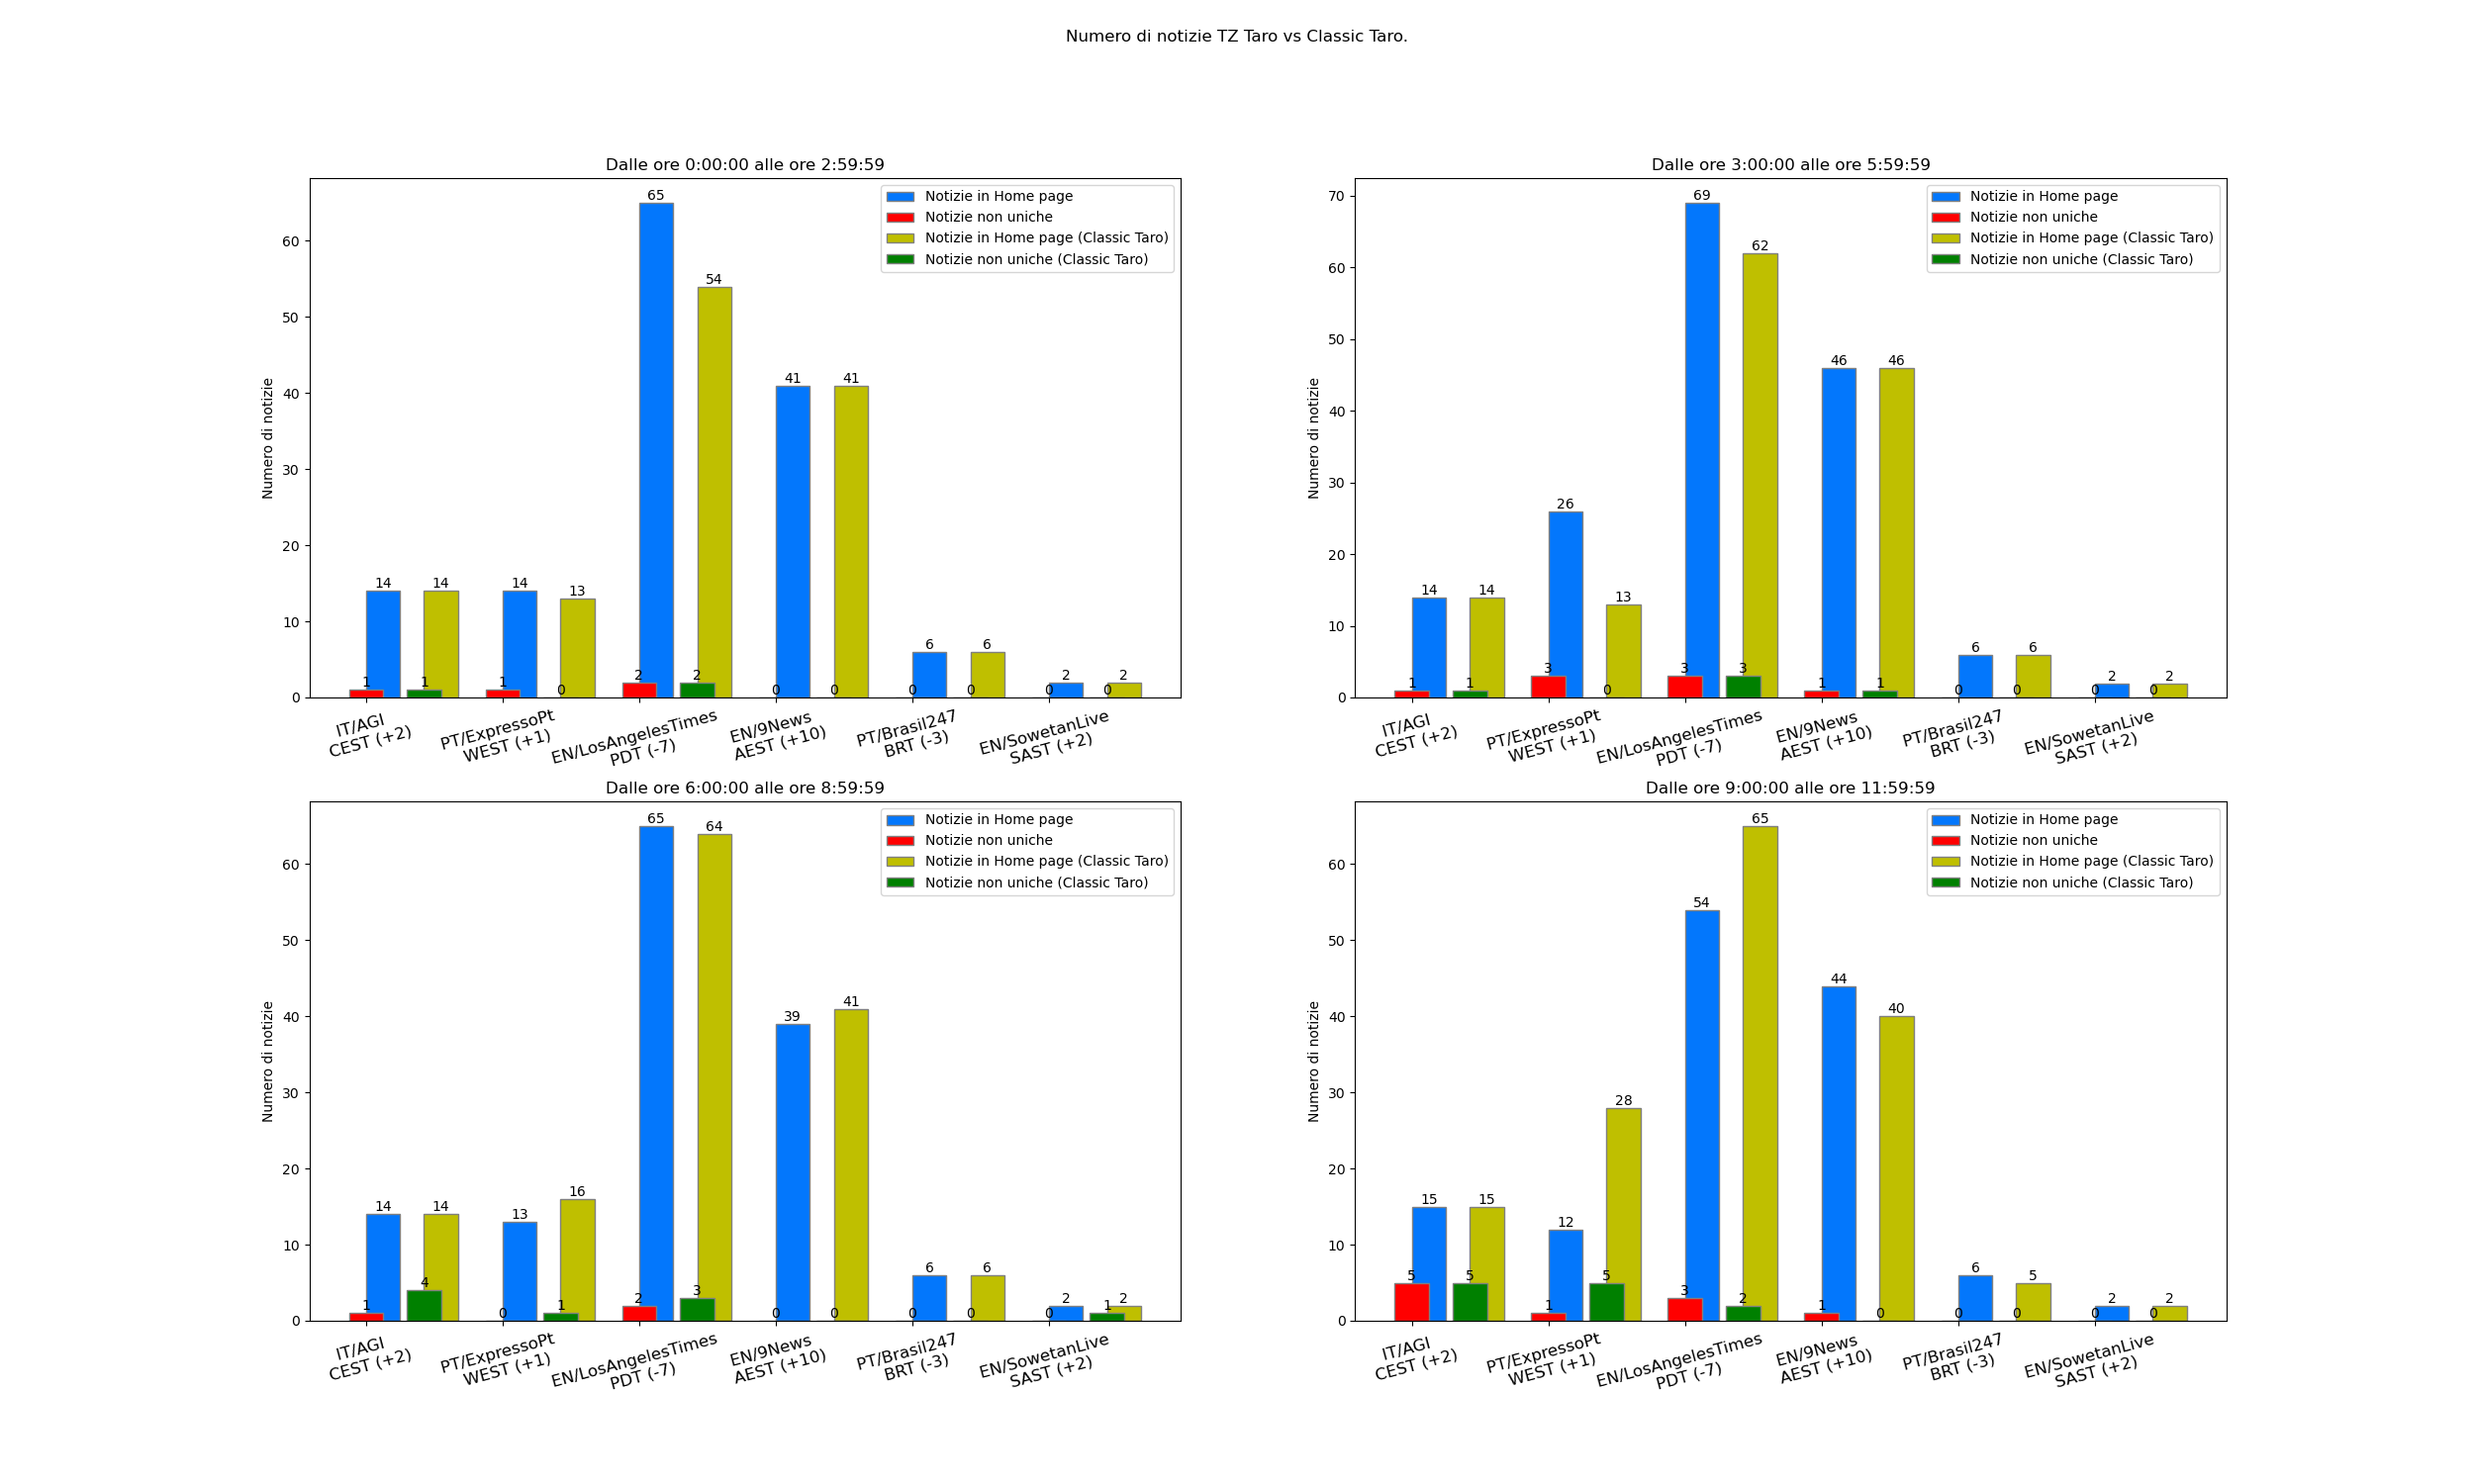 Numero di notizie TZ Taro vs Classic Taro.
Dalle ore 0:00:00 alle ore 2:59:59
Numero di notizie
60
50
40
30
20
10
0
Notizie in Home page
Notizie non uniche
Notizie in Home page (Classic Taro)
Notizie non uniche (Classic Taro)
1 14 1 14
1 14 0 13
2 65 2 54
0 41 0 41
0 6 0 6
0 2 0 2
IT/AGI
CEST (+2)
PT/ExpressoPt
WEST (+1)
EN/LosAngelesTimes
PDT (-7)
EN/9News
AEST (+10)
PT/Brasil247
BRT (-3)
EN/SowetanLive
SAST (+2)
Dalle ore 3:00:00 alle ore 5:59:59
Numero di notizie
70
60
50
40
30
20
10
0
Notizie in Home page
Notizie non uniche
Notizie in Home page (Classic Taro)
Notizie non uniche (Classic Taro)
1 14 1 14
3 26 0 13
3 69 3 62
1 46 1 46
0 6 0 6
0 2 0 2
IT/AGI
CEST (+2)
PT/ExpressoPt
WEST (+1)
EN/LosAngelesTimes
PDT (-7)
EN/9News
AEST (+10)
PT/Brasil247
BRT (-3)
EN/SowetanLive
SAST (+2)
Dalle ore 6:00:00 alle ore 8:59:59
Numero di notizie
60
50
40
30
20
10
0
Notizie in Home page
Notizie non uniche
Notizie in Home page (Classic Taro)
Notizie non uniche (Classic Taro)
1 14 4 14
0 13 1 16
2 65 3 64
0 39 0 41
0 6 0 6
0 2 1 2
IT/AGI
CEST (+2)
PT/ExpressoPt
WEST (+1)
EN/LosAngelesTimes
PDT (-7)
EN/9News
AEST (+10)
PT/Brasil247
BRT (-3)
EN/SowetanLive
SAST (+2)
Dalle ore 9:00:00 alle ore 11:59:59
Numero di notizie
60
50
40
30
20
10
0
Notizie in Home page
Notizie non uniche
Notizie in Home page (Classic Taro)
Notizie non uniche (Classic Taro)
5 15 5 15
1 12 5 28
3 54 2 65
1 44 0 40
0 6 0 5
0 2 0 2
IT/AGI
CEST (+2)
PT/ExpressoPt
WEST (+1)
EN/LosAngelesTimes
PDT (-7)
EN/9News
AEST (+10)
PT/Brasil247
BRT (-3)
EN/SowetanLive
SAST (+2)